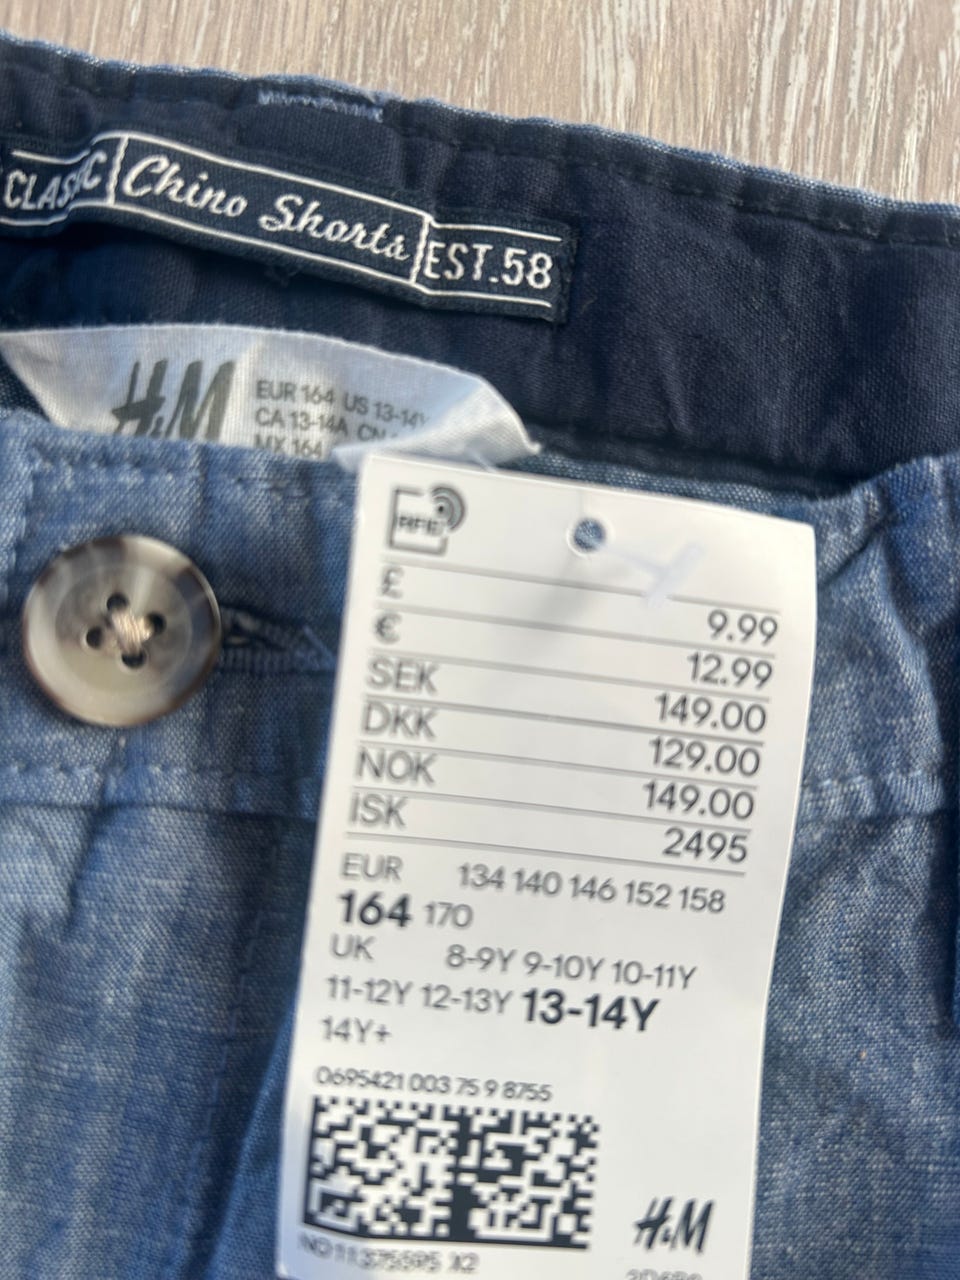 CLASSIC Chino Shorts EST.58
H&M
EUR 164 US 13-14Y
CA 13-14A CN
MX 164
RFID
£ 9.99
€ 12.99
SEK 149.00
DKK 129.00
NOK 149.00
ISK 2495
EUR 134 140 146 152 158
164 170
UK 8-9Y 9-10Y 10-11Y
11-12Y 12-13Y 13-14Y
14Y+
0695421 003 75 9 8755
H&M